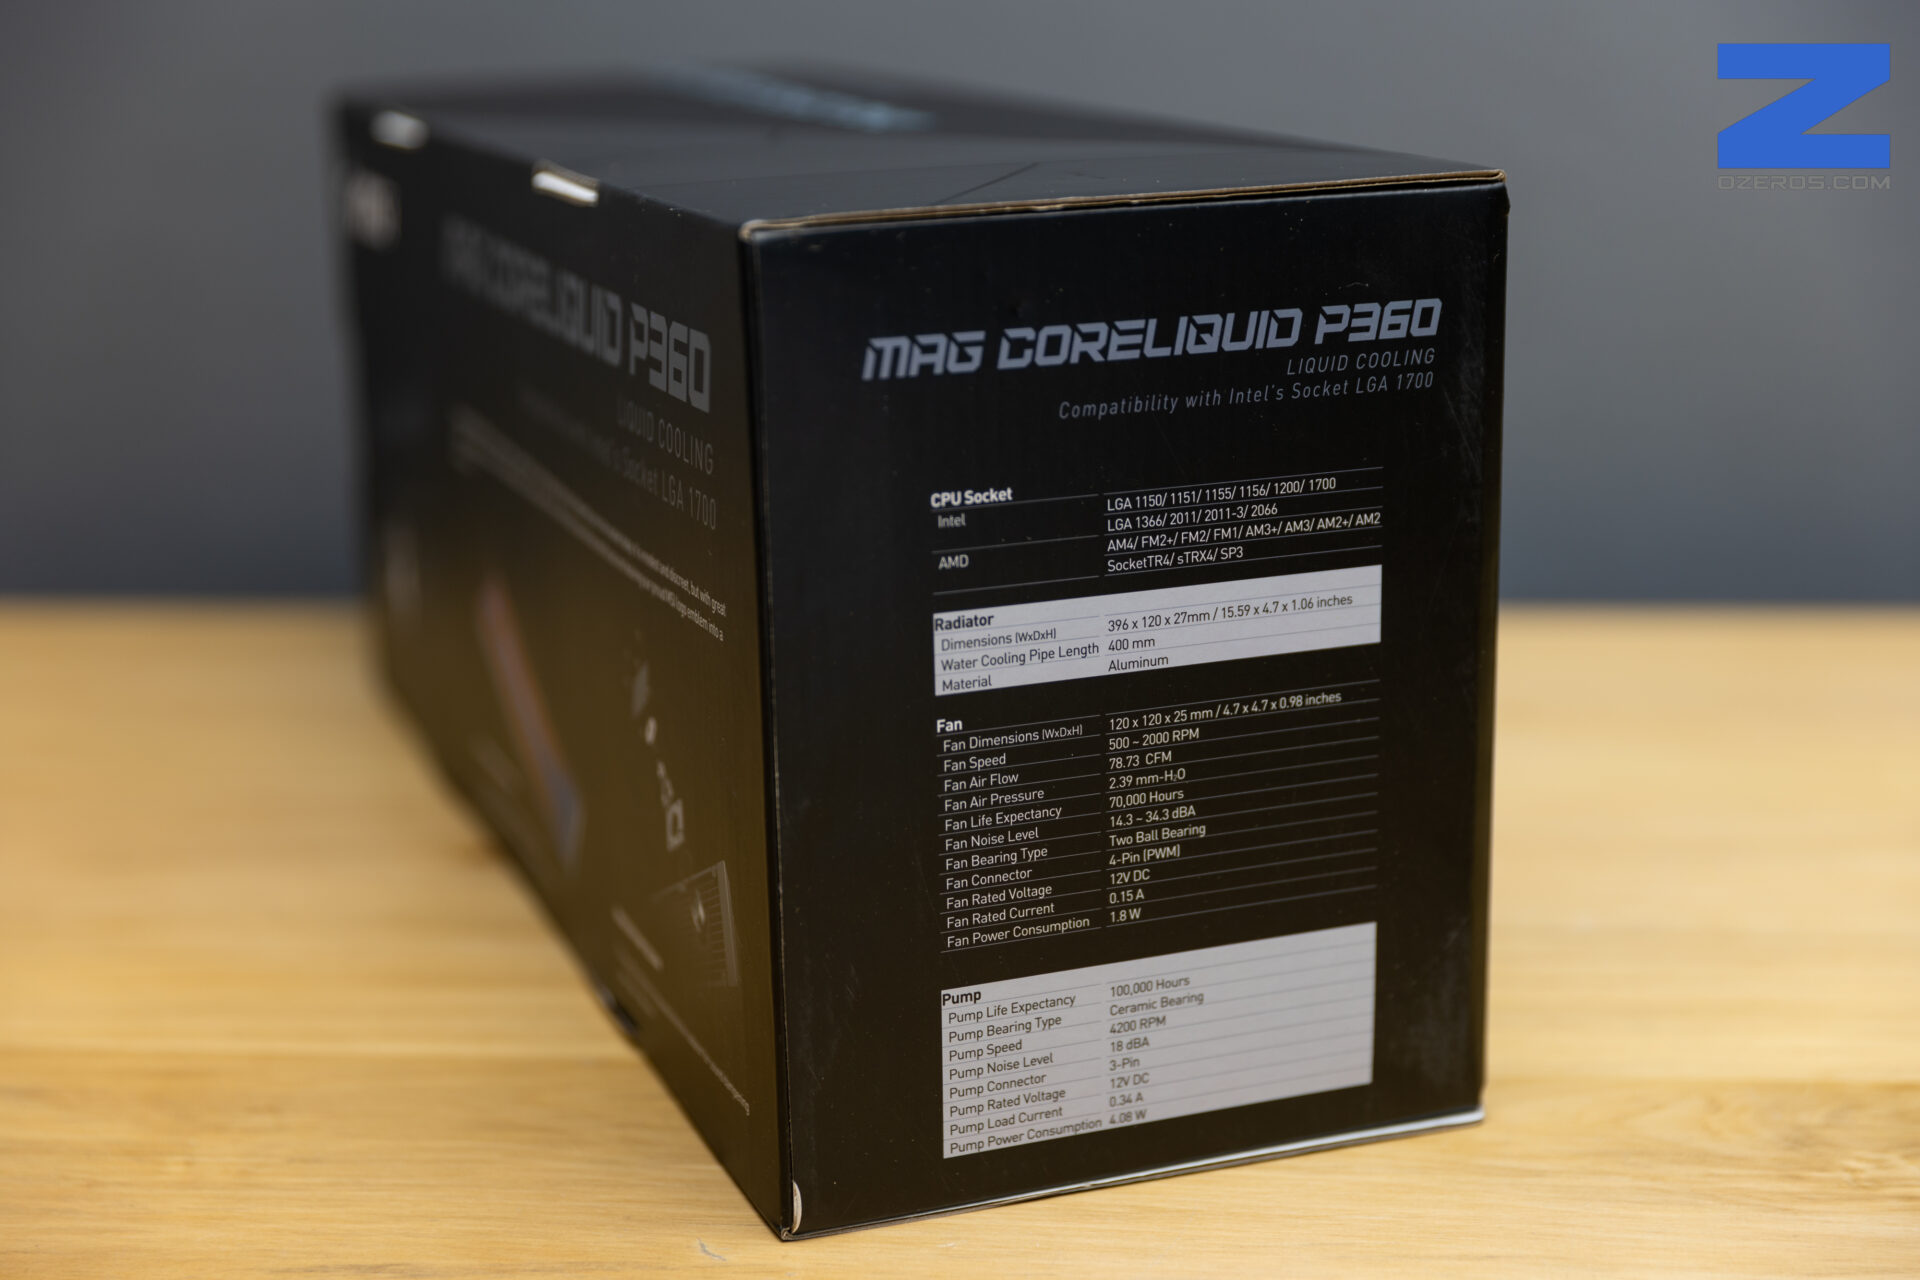 OZEROS.COM
MAG CORELIQUID P360
LIQUID COOLING
Compatibility with Intel's Socket LGA 1700
MAG CORELIQUID P360
LIQUID COOLING
Socket LGA 1700
CPU Socket
Intel LGA 1150/ 1151/ 1155/ 1156/ 1200/ 1700
LGA 1366/ 2011/ 2011-3/ 2066
AMD AM4/ FM2+/ FM2/ FM1/ AM3+/ AM3/ AM2+/ AM2
SocketTR4/ sTRX4/ SP3
Radiator
Dimensions (WxDxH) 396 x 120 x 27mm / 15.59 x 4.7 x 1.06 inches
Water Cooling Pipe Length 400 mm
Material Aluminum
Fan
Fan Dimensions (WxDxH) 120 x 120 x 25 mm / 4.7 x 4.7 x 0.98 inches
Fan Speed 500 ~ 2000 RPM
Fan Air Flow 78.73 CFM
Fan Air Pressure 2.39 mm-H₂O
Fan Life Expectancy 70,000 Hours
Fan Noise Level 14.3 ~ 34.3 dBA
Fan Bearing Type Two Ball Bearing
Fan Connector 4-Pin (PWM)
Fan Rated Voltage 12V DC
Fan Rated Current 0.15 A
Fan Power Consumption 1.8 W
Pump
Pump Life Expectancy 100,000 Hours
Pump Bearing Type Ceramic Bearing
Pump Speed 4200 RPM
Pump Noise Level 18 dBA
Pump Connector 3-Pin
Pump Rated Voltage 12V DC
Pump Load Current 0.34 A
Pump Power Consumption 4.08 W